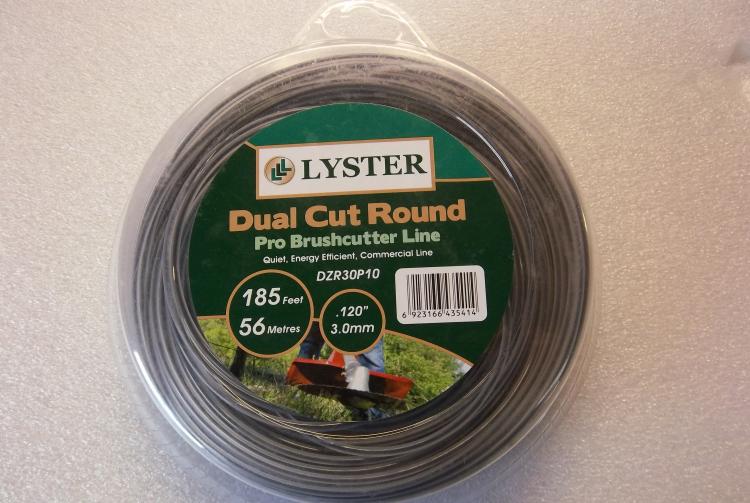 LYSTER
Dual Cut Round
Pro Brushcutter Line
Quiet, Energy Efficient, Commercial Line
DZR30P10
185 Feet
56 Metres
.120"
3.0mm
6 923166 435414